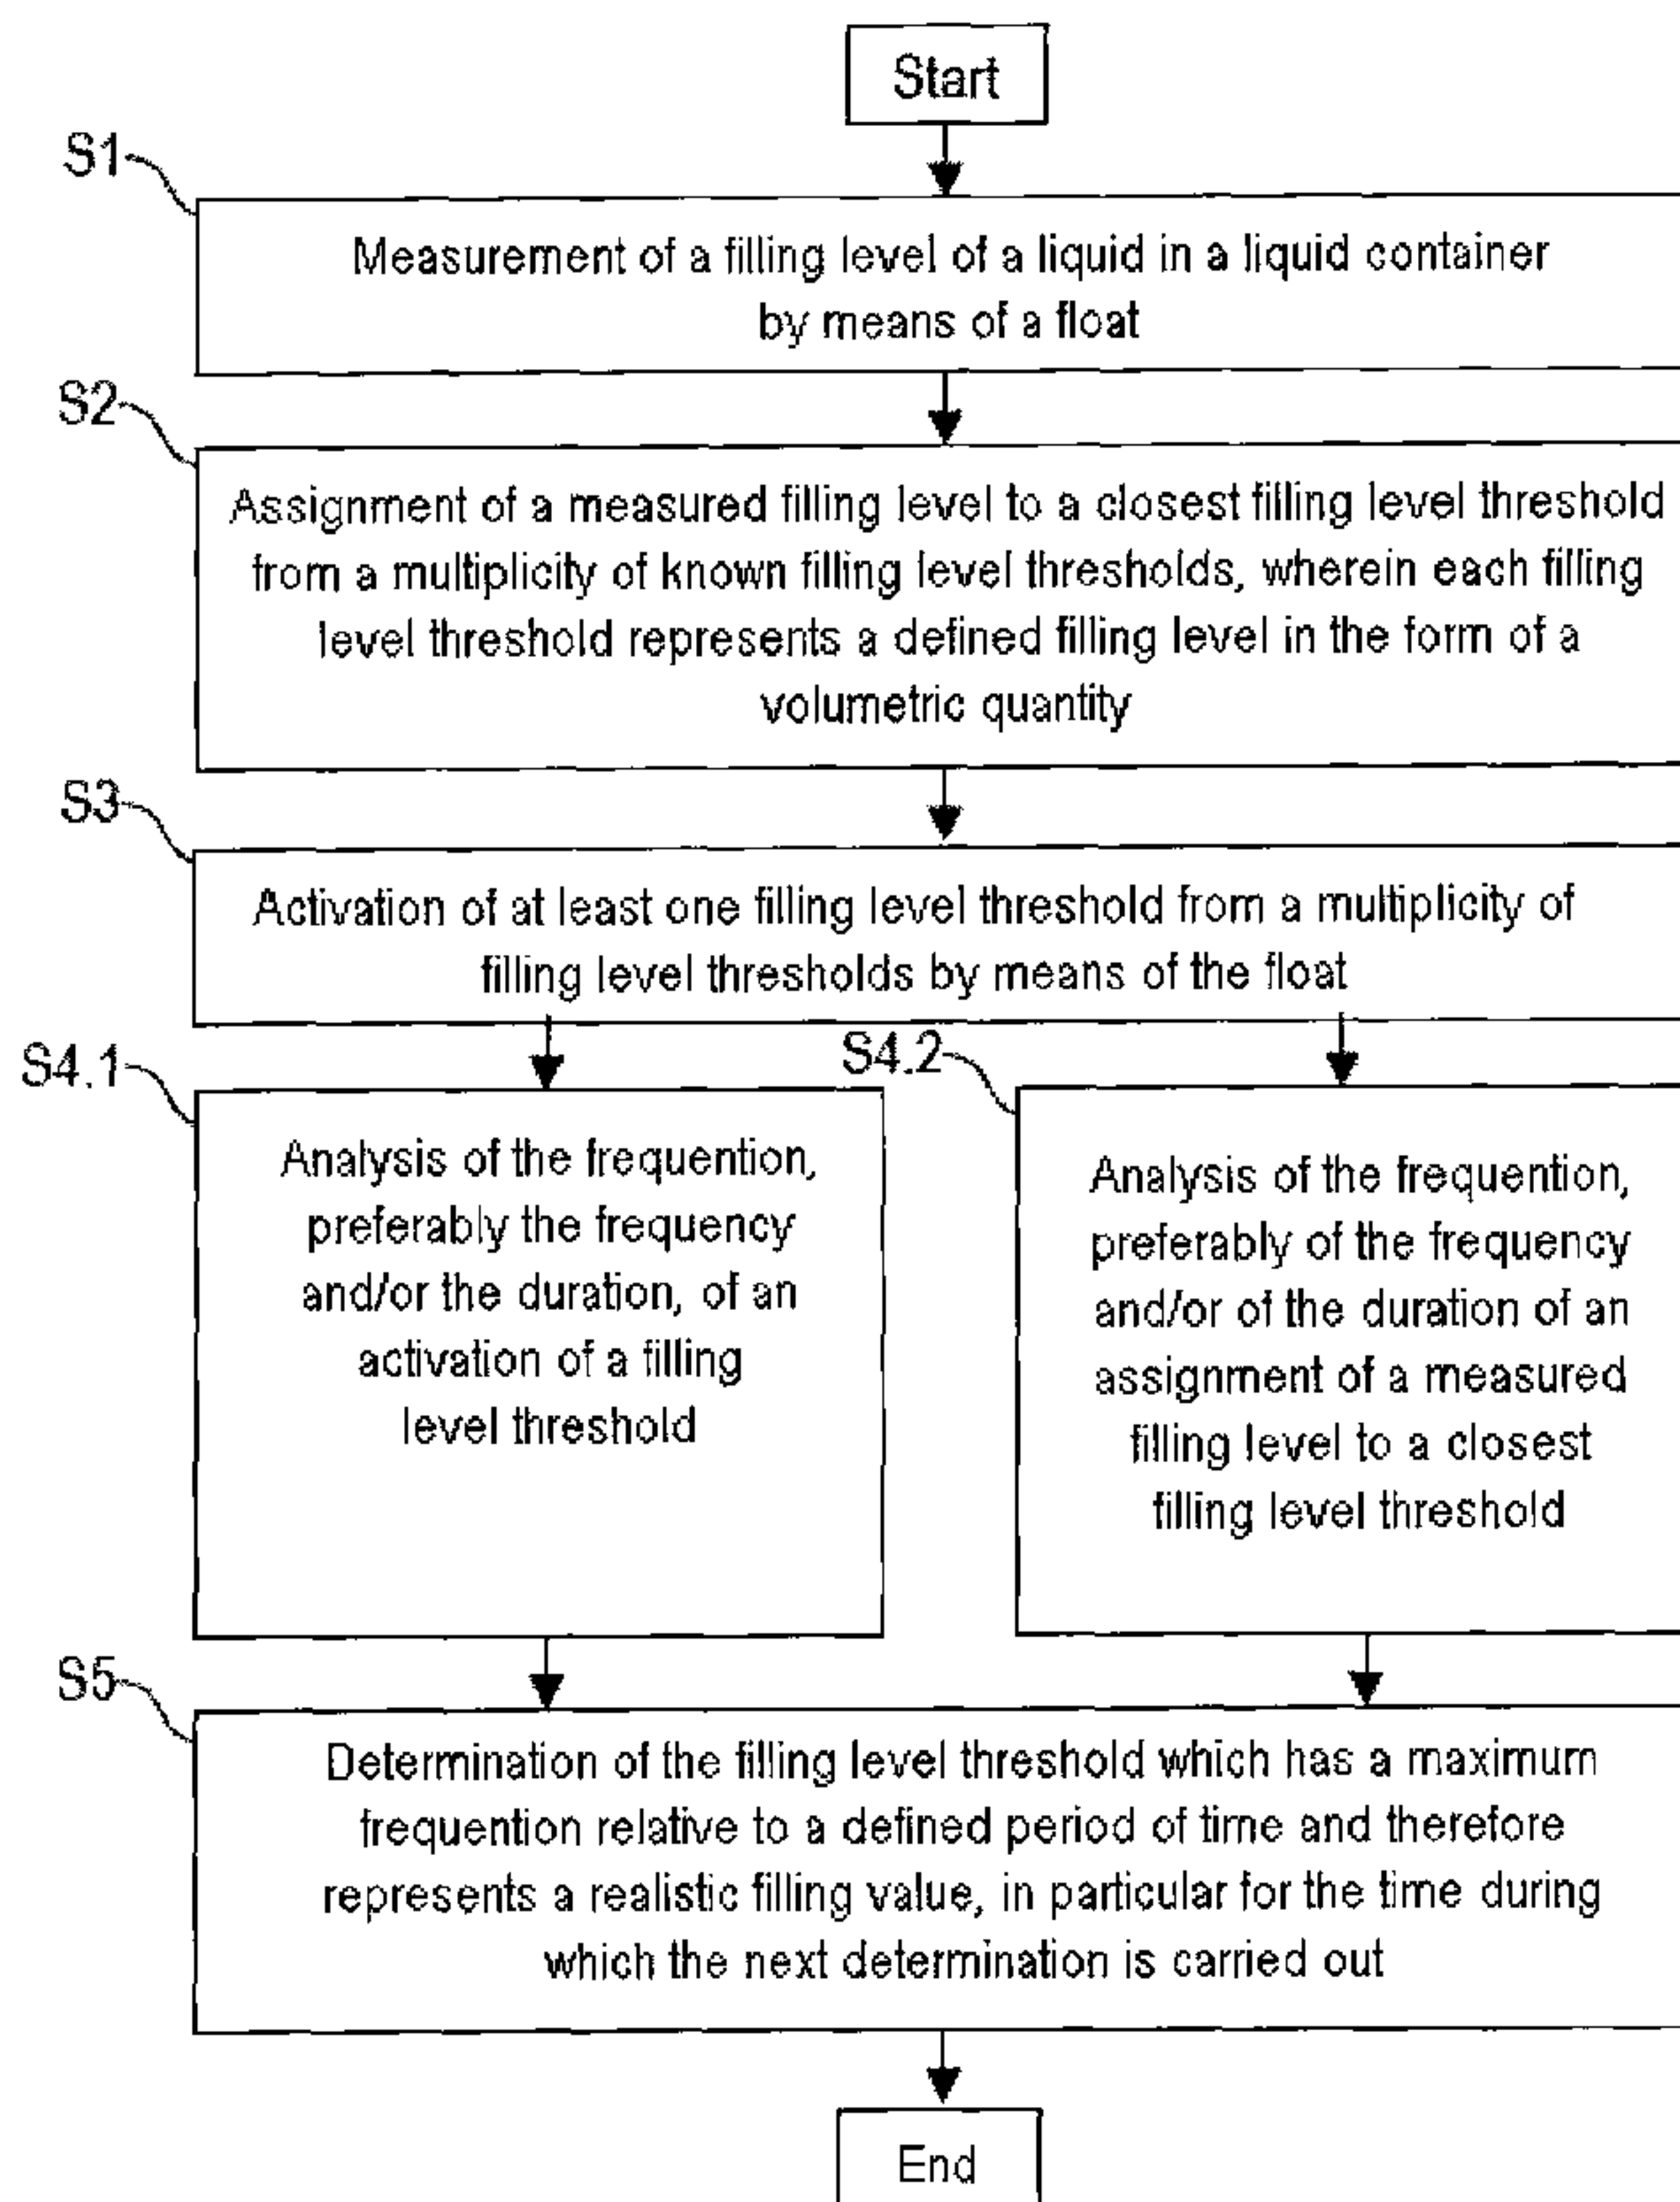 Start
S1
Measurement of a filling level of a liquid in a liquid container
by means of a float
S2
Assignment of a measured filling level to a closest filling level threshold
from a multiplicity of known filling level thresholds, wherein each filling
level threshold represents a defined filling level in the form of a
volumetric quantity
S3
Activation of at least one filling level threshold from a multiplicity of
filling level thresholds by means of the float
S4.1
Analysis of the frequention,
preferably the frequency
and/or the duration, of an
activation of a filling
level threshold
S4.2
Analysis of the frequention,
preferably of the frequency
and/or of the duration of an
assignment of a measured
filling level to a closest
filling level threshold
S5
Determination of the filling level threshold which has a maximum
frequention relative to a defined period of time and therefore
represents a realistic filling value, in particular for the time during
which the next determination is carried out
End